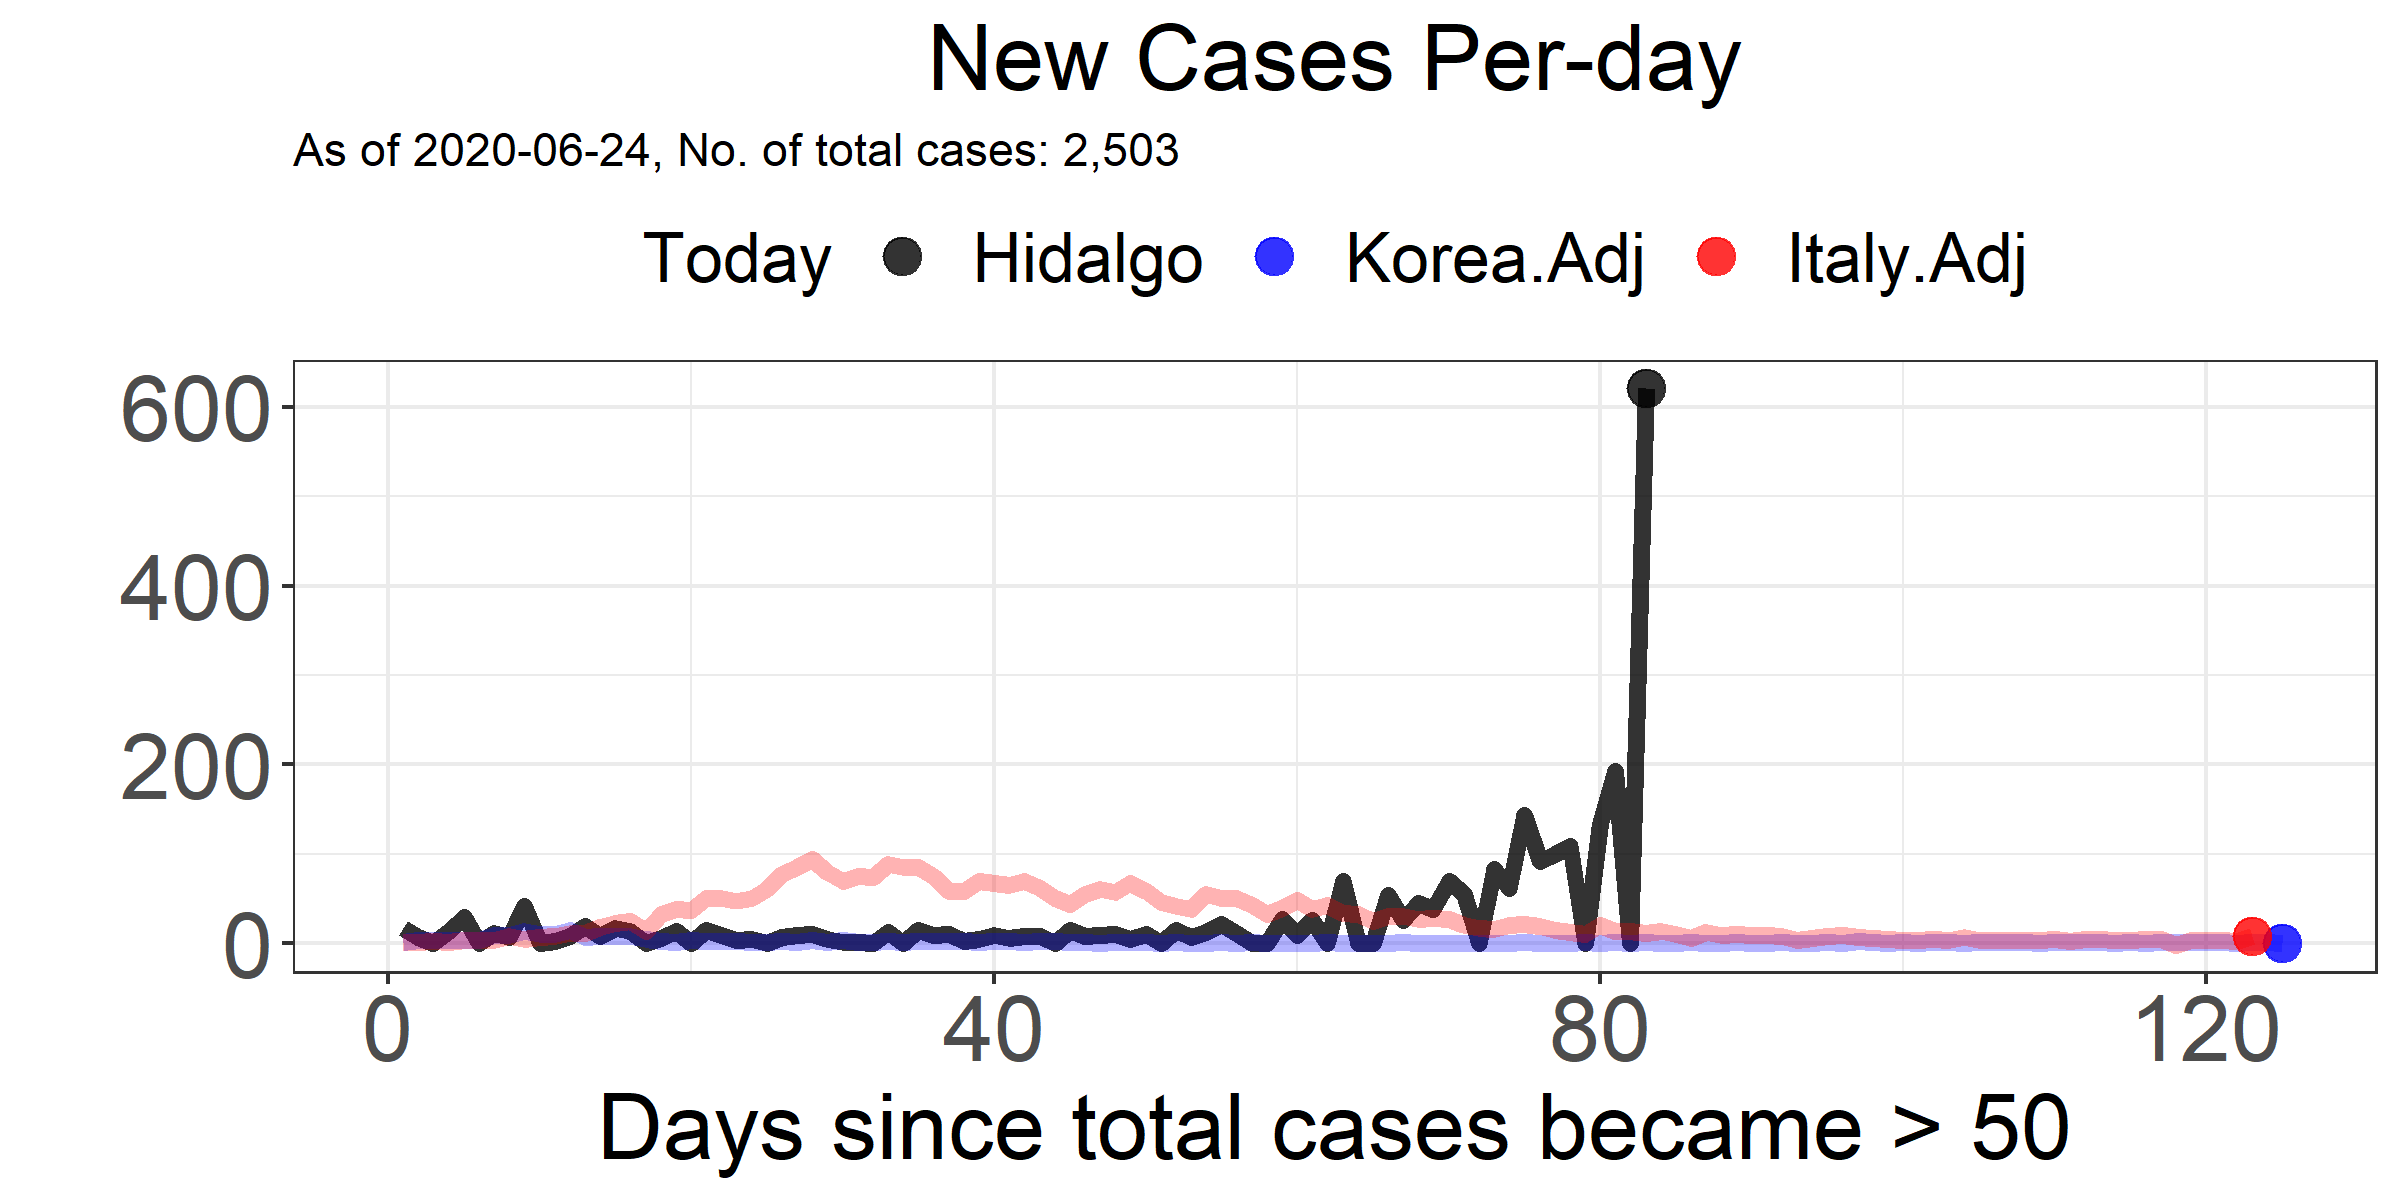 New Cases Per-day
As of 2020-06-24, No. of total cases: 2,503
Today Hidalgo Korea.Adj Italy.Adj
600
400
200
0
0 40 80 120
Days since total cases became > 50